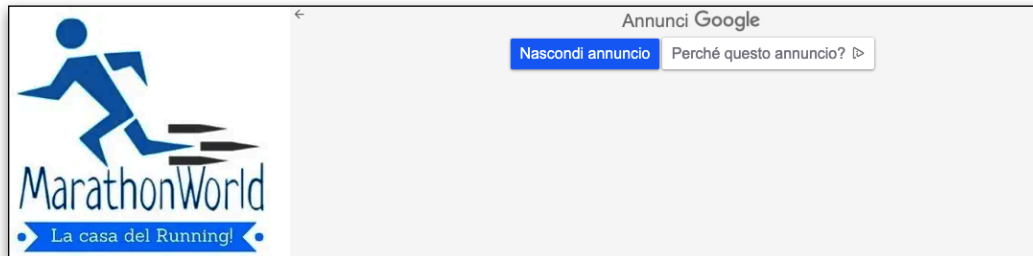 MarathonWorld
La casa del Running!
Annunci Google
Nascondi annuncio
Perché questo annuncio?